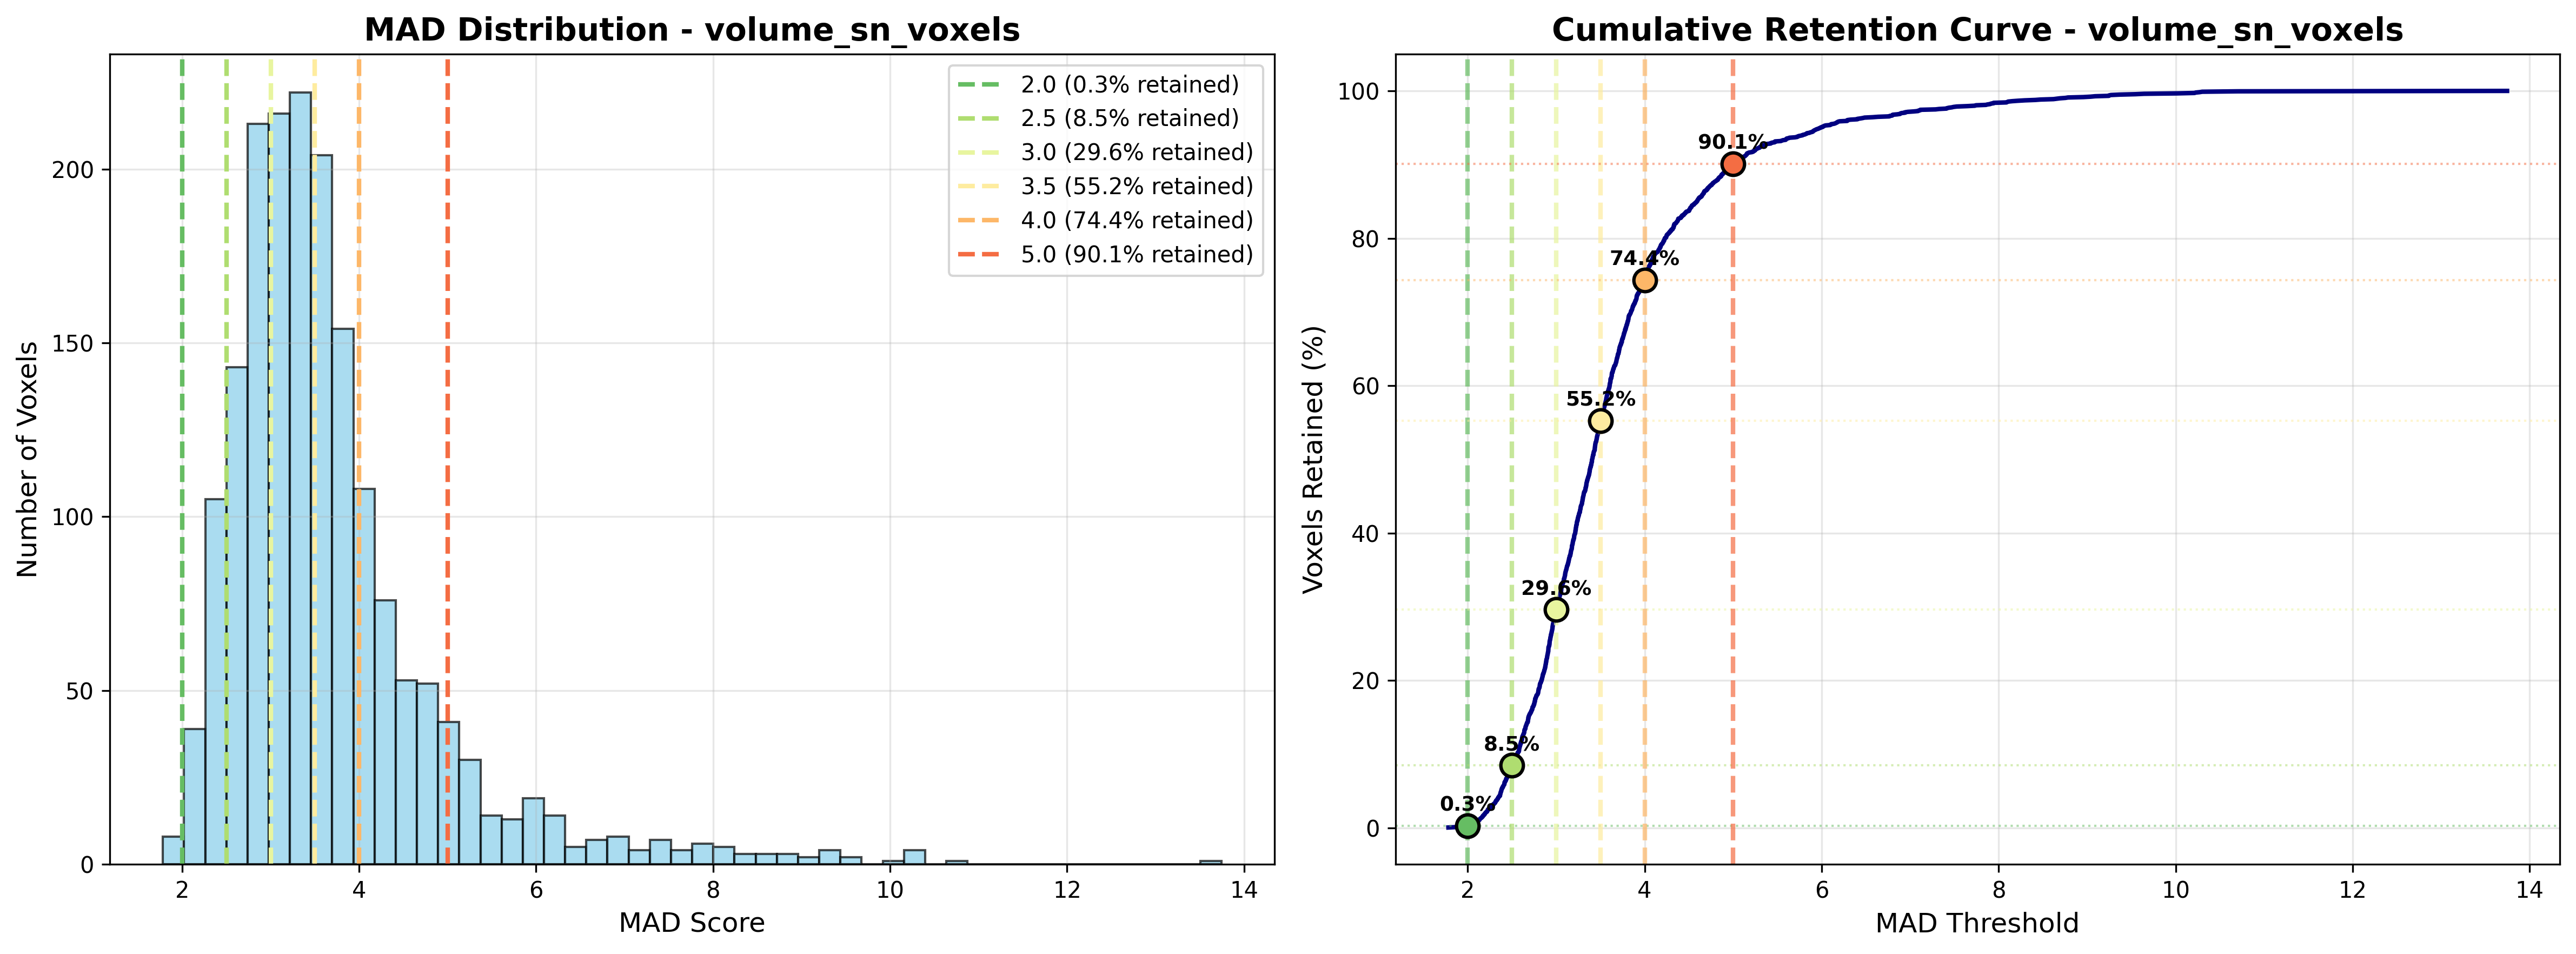 MAD Distribution - volume_sn_voxels
Number of Voxels
200
150
100
50
0
2.0 (0.3% retained)
2.5 (8.5% retained)
3.0 (29.6% retained)
3.5 (55.2% retained)
4.0 (74.4% retained)
5.0 (90.1% retained)
2 4 6 8 10 12 14
MAD Score
Cumulative Retention Curve - volume_sn_voxels
Voxels Retained (%)
100
80
60
40
20
0
90.1%
74.4%
55.2%
29.6%
8.5%
0.3%
2 4 6 8 10 12 14
MAD Threshold